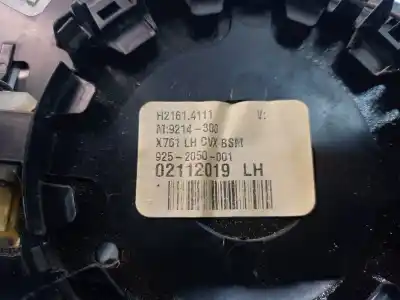 H2161.4111 V:
M:9214-300
X761 LH CVX BSM
925-2050-001
02112019 LH